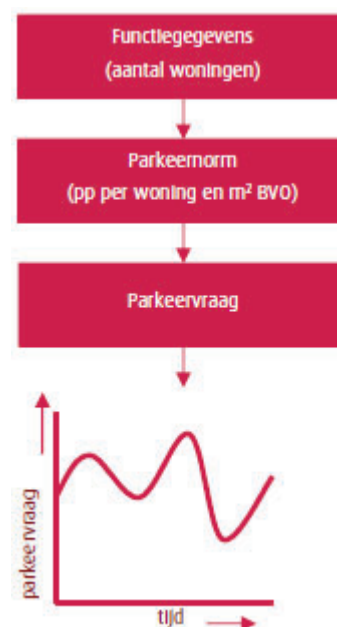 Functiegegevens
(aantal woningen)
Parkeernorm
(pp per woning en m² BVO)
Parkeervraag
parkeervraag
tijd